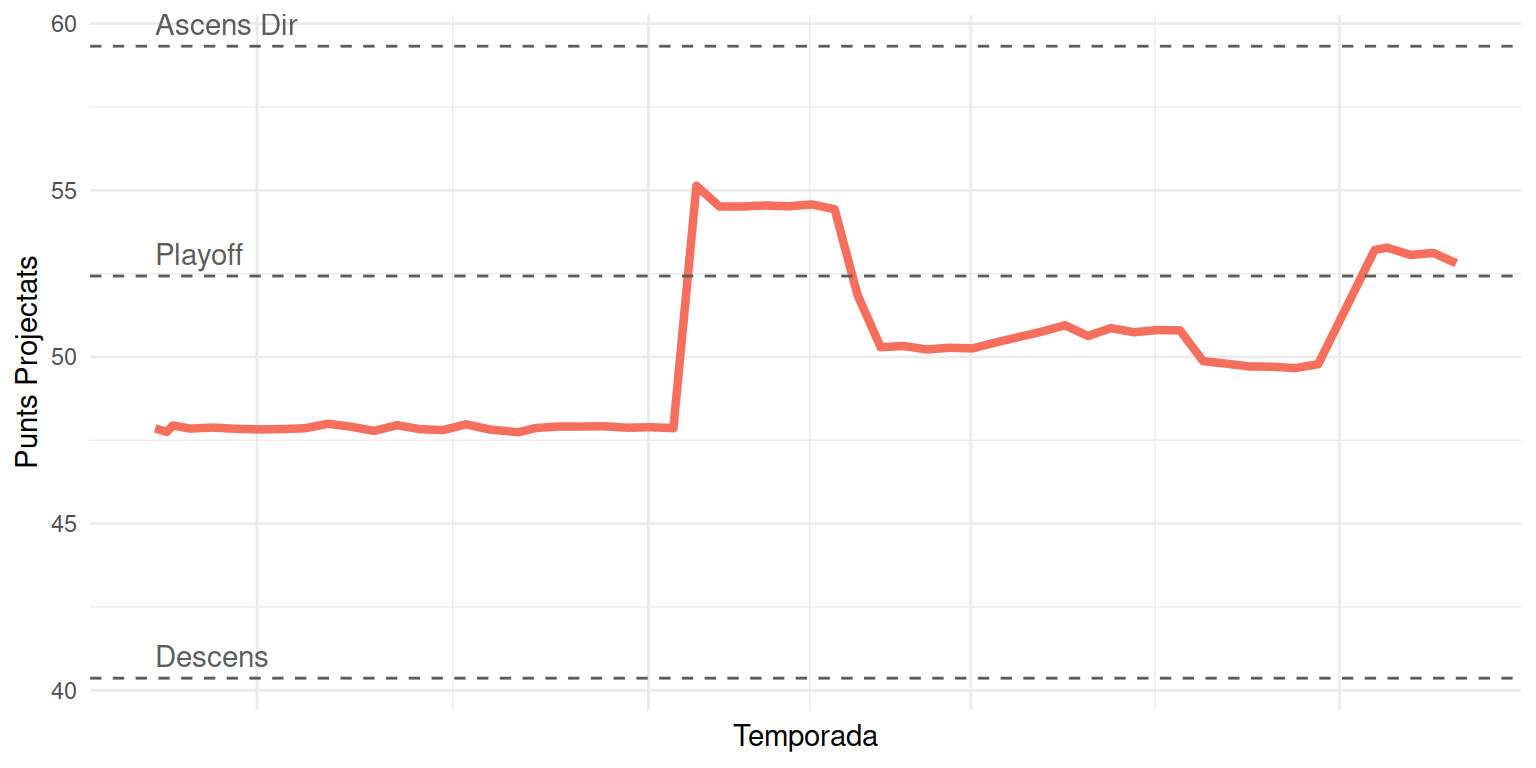 60
Ascens Dir
55
Playoff
50
45
Descens
40
Punts Projectats
Temporada